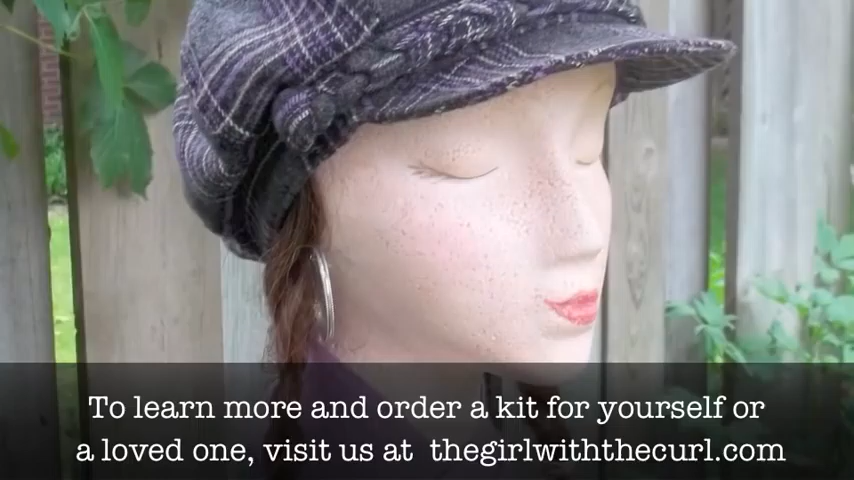 To learn more and order a kit for yourself or
a loved one, visit us at thegirlwiththecurl.com